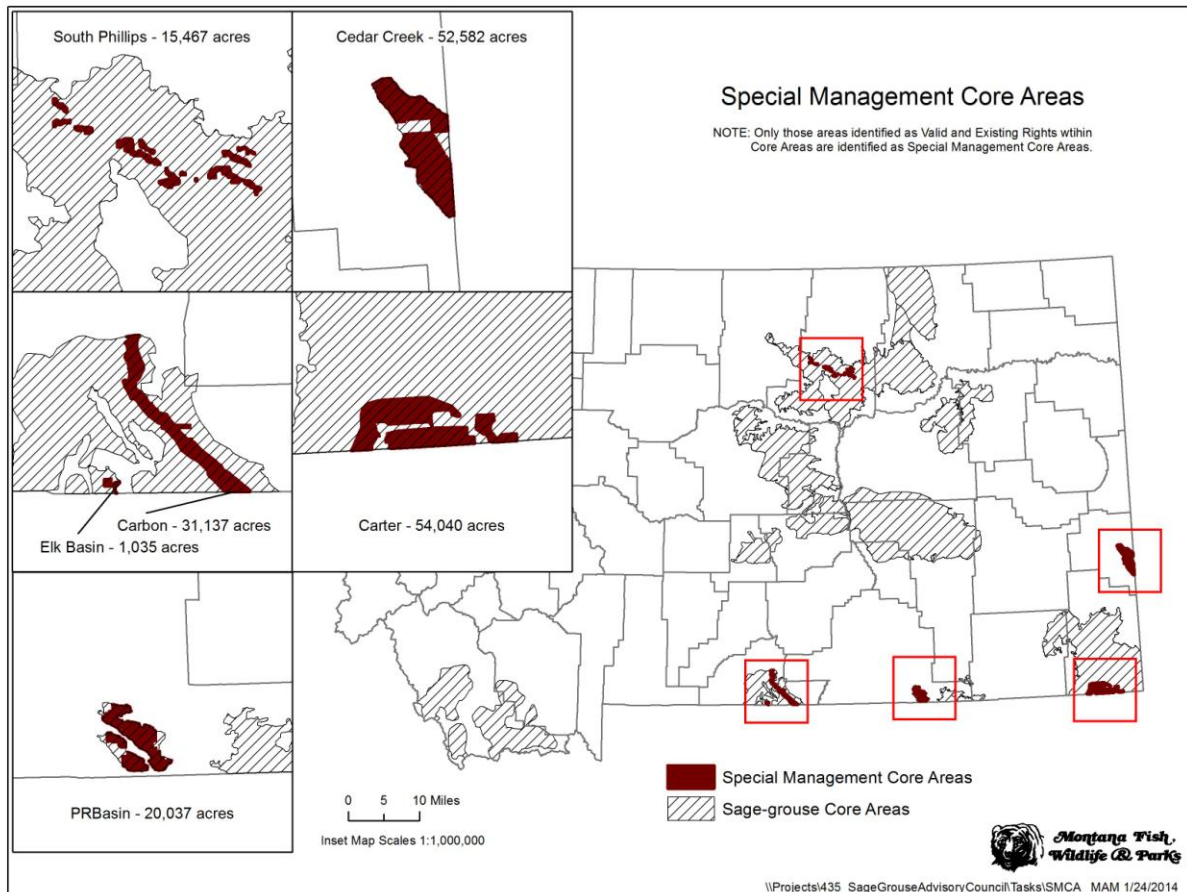 South Phillips - 15,467 acres
Cedar Creek - 52,582 acres
Special Management Core Areas
NOTE: Only those areas identified as Valid and Existing Rights wtihin
Core Areas are identified as Special Management Core Areas.
Carbon - 31,137 acres
Elk Basin - 1,035 acres
Carter - 54,040 acres
PRBasin - 20,037 acres
0 5 10 Miles
Inset Map Scales 1:1,000,000
Special Management Core Areas
Sage-grouse Core Areas
Montana Fish,
Wildlife & Parks
\\Projects\435_SageGrouseAdvisoryCouncil\Tasks\SMCA_MAM 1/24/2014